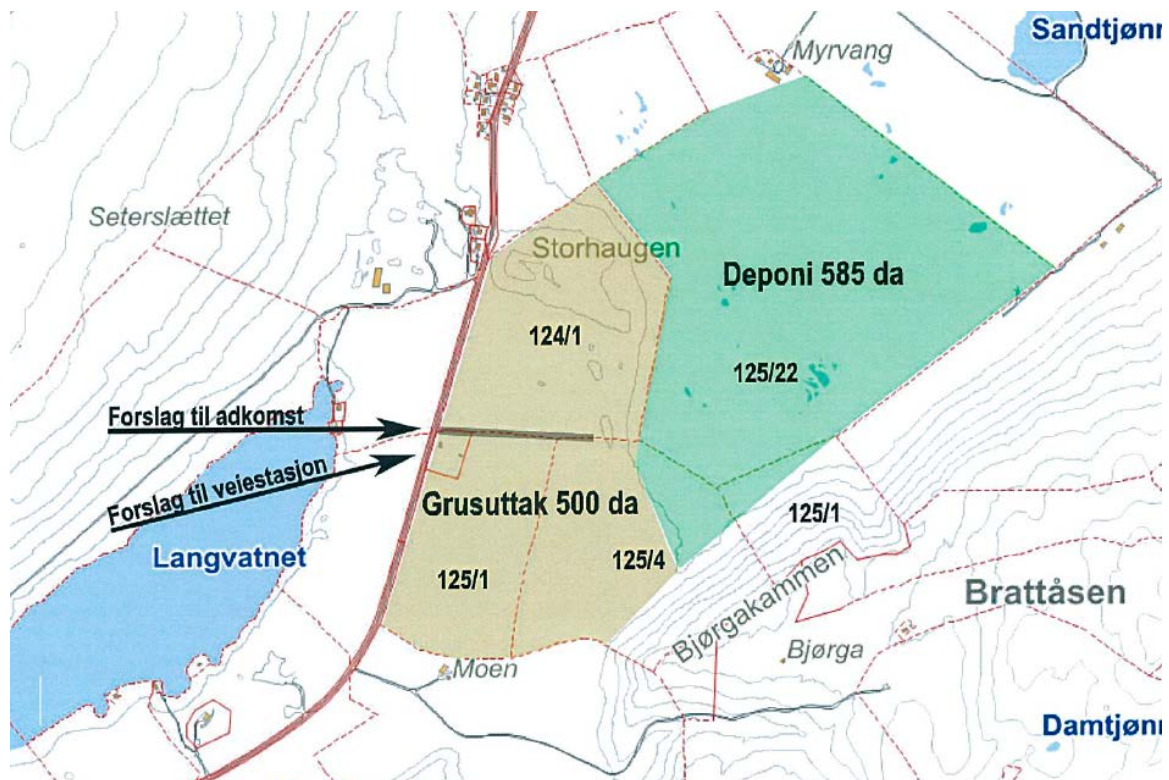 Sandtjønn
Myrvang
Seterslættet
Storhaugen
Deponi 585 da
124/1
125/22
Forslag til adkomst
Forslag til veiestasjon
Grusuttak 500 da
125/1
Langvatnet
125/4
125/1
Bjørgakammen
Brattåsen
Bjørga
Moen
Damtjønn